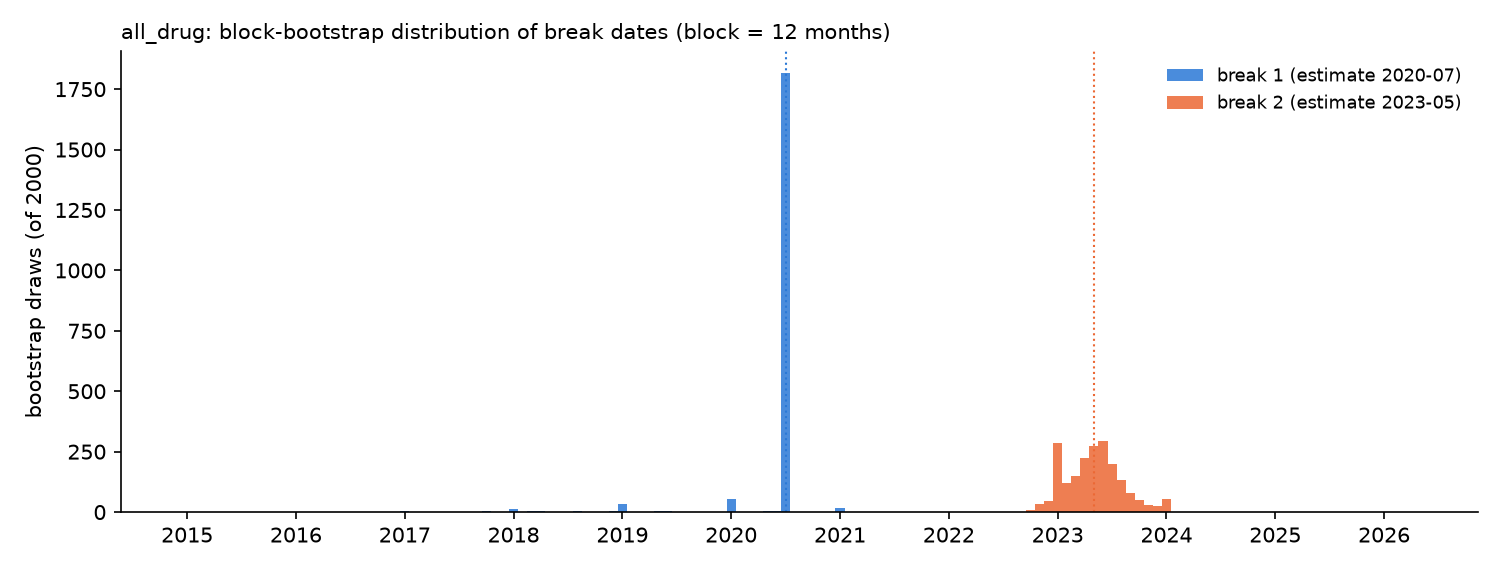 all_drug: block-bootstrap distribution of break dates (block = 12 months)
break 1 (estimate 2020-07)
break 2 (estimate 2023-05)
bootstrap draws (of 2000)
1750
1500
1250
1000
750
500
250
0
2015 2016 2017 2018 2019 2020 2021 2022 2023 2024 2025 2026